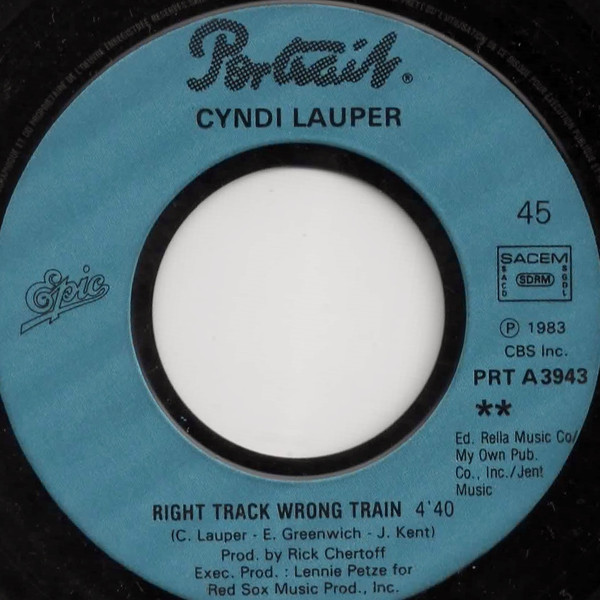 Portrait®
CYNDI LAUPER
45
SACEM
SACD
SDRM
SGDL
Epic
Ⓟ 1983
CBS Inc.
PRT A 3943
**
Ed. Rella Music Co/
My Own Pub.
Co., Inc./Jent
Music
RIGHT TRACK WRONG TRAIN 4'40
(C. Lauper - E. Greenwich - J. Kent)
Prod. by Rick Chertoff
Exec. Prod. : Lennie Petze for
Red Sox Music Prod., Inc.